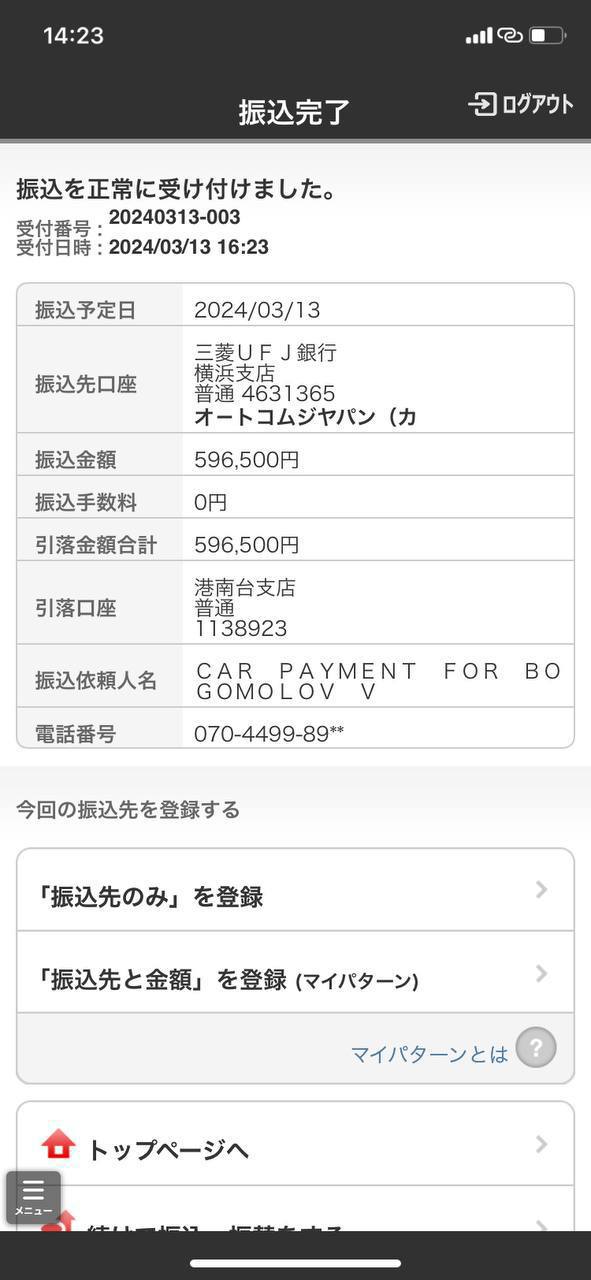 14:23
振込完了
ログアウト
振込を正常に受け付けました。
受付番号：20240313-003
受付日時：2024/03/13 16:23
振込予定日 2024/03/13
振込先口座
三菱ＵＦＪ銀行
横浜支店
普通 4631365
オートコムジヤパン（カ
振込金額 596,500円
振込手数料 0円
引落金額合計 596,500円
引落口座
港南台支店
普通
1138923
振込依頼人名
ＣＡＲ　ＰＡＹＭＥＮＴ　ＦＯＲ　ＢＯ
ＧＯＭＯＬＯＶ　Ｖ
電話番号 070-4499-89**
今回の振込先を登録する
「振込先のみ」を登録
「振込先と金額」を登録 (マイパターン)
マイパターンとは ?
トップページへ
メニュー